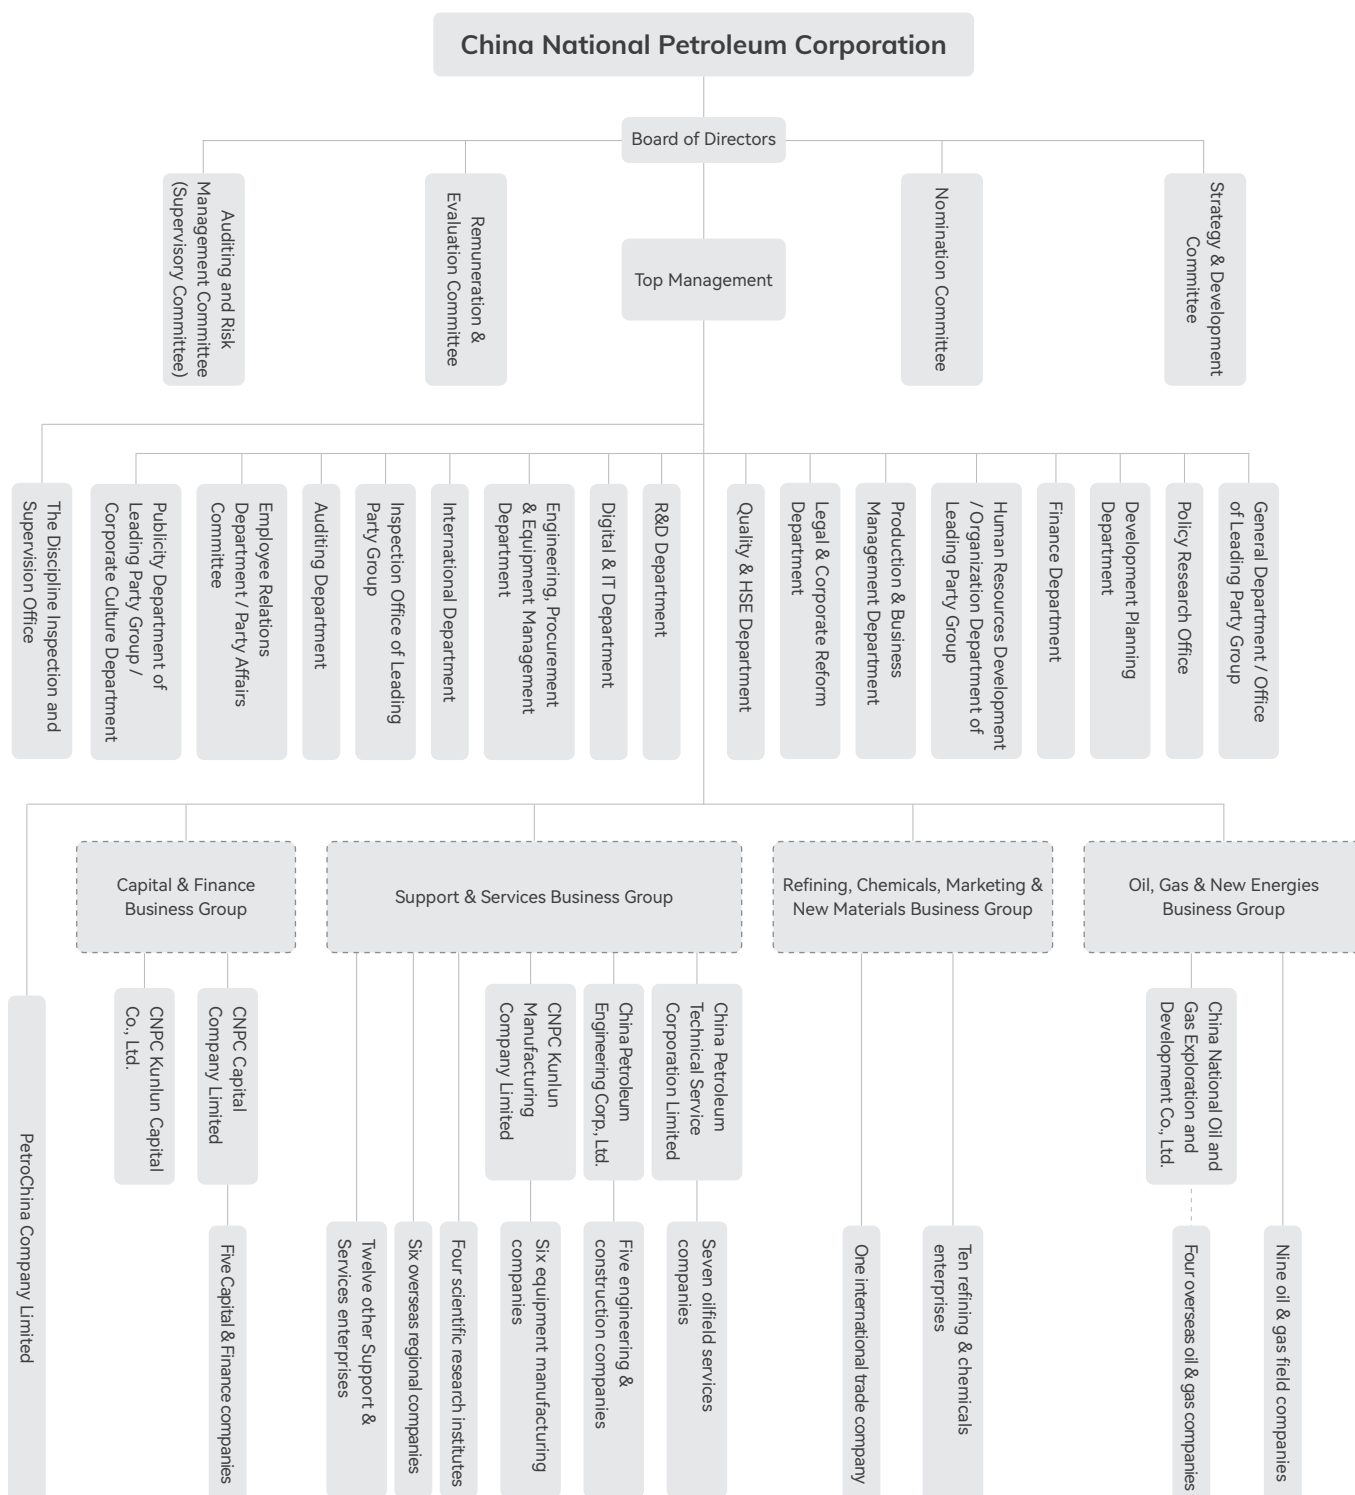 China National Petroleum Corporation
Board of Directors
Auditing and Risk
Management Committee
(Supervisory Committee)
Remuneration &
Evaluation Committee
Top Management
Nomination Committee
Strategy & Development
Committee
The Discipline Inspection and
Supervision Office
Publicity Department of
Leading Party Group /
Corporate Culture Department
Employee Relations
Department / Party Affairs
Committee
Auditing Department
Inspection Office of Leading
Party Group
International Department
Engineering, Procurement
& Equipment Management
Department
Digital & IT Department
R&D Department
Quality & HSE Department
Legal & Corporate Reform
Department
Production & Business
Management Department
Human Resources Development
/ Organization Department of
Leading Party Group
Finance Department
Development Planning
Department
Policy Research Office
General Department / Office
of Leading Party Group
Capital & Finance
Business Group
Support & Services Business Group
Refining, Chemicals, Marketing &
New Materials Business Group
Oil, Gas & New Energies
Business Group
PetroChina Company Limited
CNPC Kunlun Capital
Co., Ltd.
CNPC Capital
Company Limited
CNPC Kunlun
Manufacturing
Company Limited
China Petroleum
Engineering Corp., Ltd.
China Petroleum
Technical Service
Corporation Limited
China National Oil and
Gas Exploration and
Development Co., Ltd.
Five Capital & Finance companies
Twelve other Support &
Services enterprises
Six overseas regional companies
Four scientific research institutes
Six equipment manufacturing
companies
Five engineering &
construction companies
Seven oilfield services
companies
One international trade company
Ten refining & chemicals
enterprises
Four overseas oil & gas companies
Nine oil & gas field companies